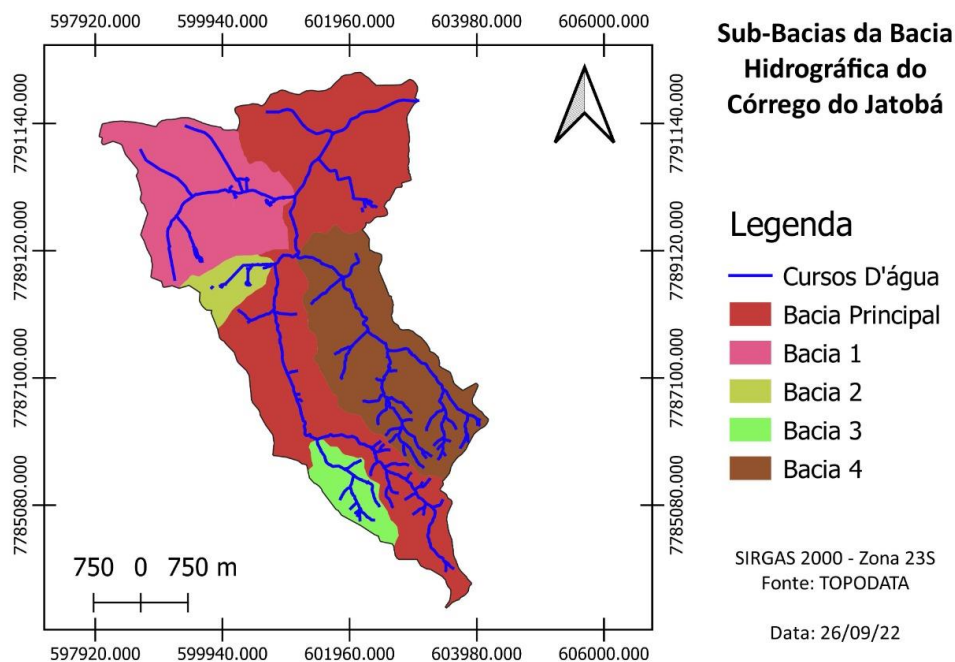 597920.000 599940.000 601960.000 603980.000 606000.000
7791140.000 7791140.000
7789120.000 7789120.000
7787100.000 7787100.000
7785080.000 7785080.000
750 0 750 m
597920.000 599940.000 601960.000 603980.000 606000.000
Sub-Bacias da Bacia
Hidrográfica do
Córrego do Jatobá
Legenda
Cursos D'água
Bacia Principal
Bacia 1
Bacia 2
Bacia 3
Bacia 4
SIRGAS 2000 - Zona 23S
Fonte: TOPODATA
Data: 26/09/22